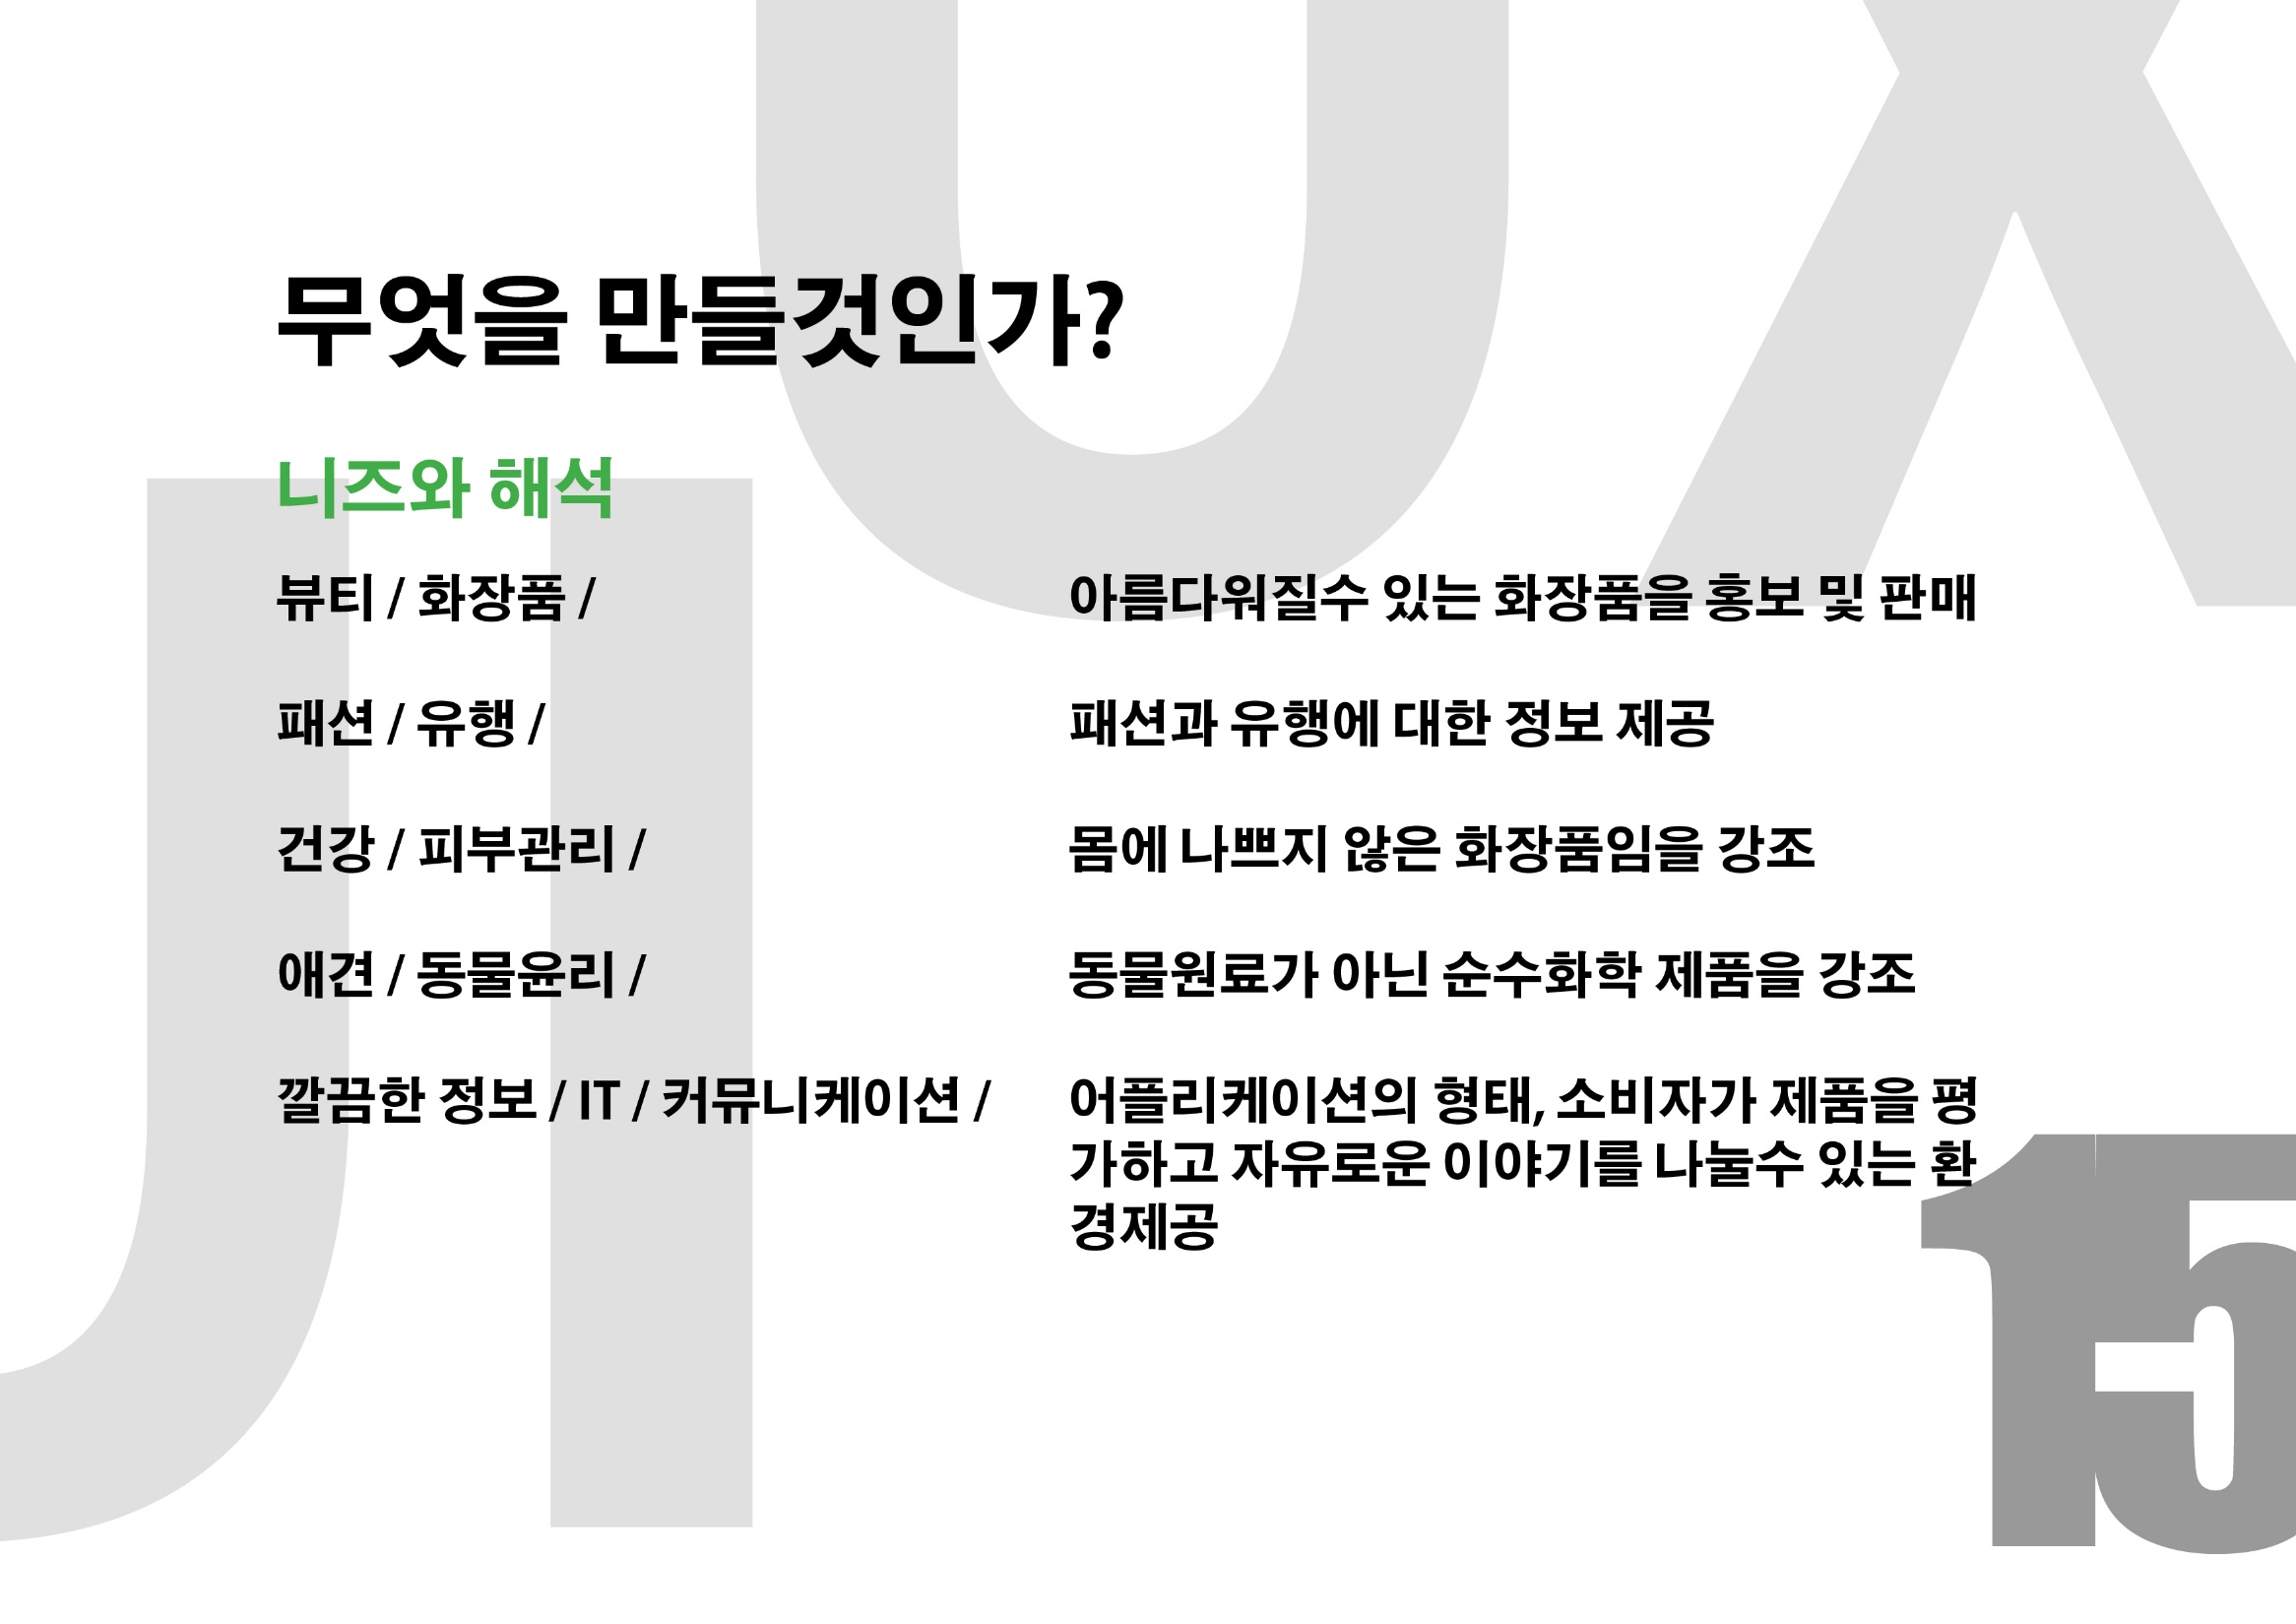 무엇을 만들것인가?
니즈와 해석
뷰티 / 화장품 /
아름다워질수 있는 화장품을 홍보 및 판매
패션 / 유행 /
패션과 유행에 대한 정보 제공
건강 / 피부관리 /
몸에 나쁘지 않은 화장품임은 강조
애견 / 동물윤리 /
동물원료가 아닌 순수화학 제품을 강조
깔끔한 정보 / IT / 커뮤니케이션 /
어플리케이션의 형태, 소비자가 제품을 평
가하고 자유로운 이야기를 나눌수 있는 환
경제공
15